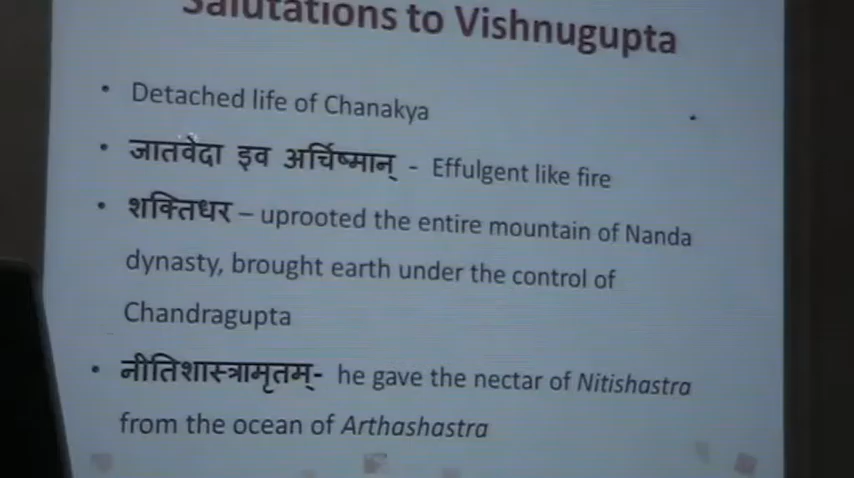 Salutations to Vishnugupta
• Detached life of Chanakya
• जातवेदा इव अर्चिष्मान् - Effulgent like fire
• शक्तिधर – uprooted the entire mountain of Nanda
dynasty, brought earth under the control of
Chandragupta
• नीतिशास्त्रामृतम्- he gave the nectar of Nitishastra
from the ocean of Arthashastra